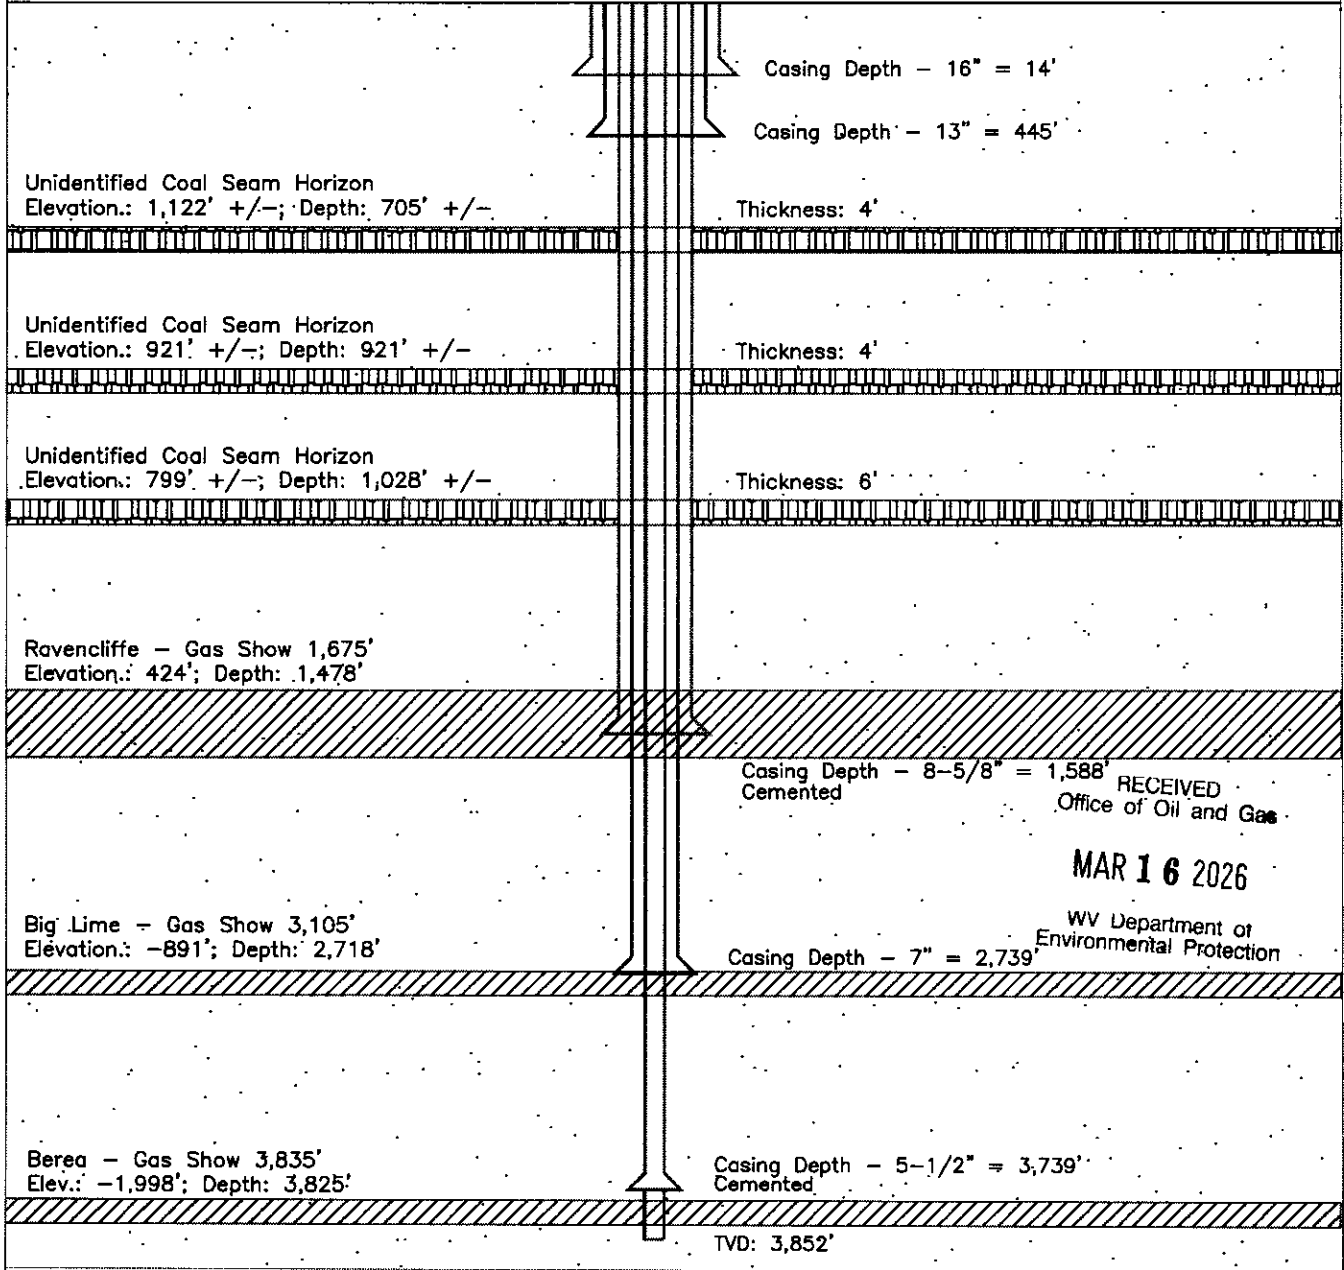 Casing Depth - 16" = 14'
Casing Depth - 13" = 445'
Unidentified Coal Seam Horizon
Elevation.: 1,122' +/-; Depth: 705' +/-
Thickness: 4'
Unidentified Coal Seam Horizon
Elevation.: 921' +/-; Depth: 921' +/-
Thickness: 4'
Unidentified Coal Seam Horizon
Elevation.: 799' +/-; Depth: 1,028' +/-
Thickness: 6'
Ravencliffe - Gas Show 1,675'
Elevation.: 424'; Depth: 1,478'
Casing Depth - 8-5/8" = 1,588'
Cemented
RECEIVED
Office of Oil and Gas
MAR 16 2026
WV Department of
Environmental Protection
Big Lime - Gas Show 3,105'
Elevation.: -891'; Depth: 2,718'
Casing Depth - 7" = 2,739'
Berea - Gas Show 3,835'
Elev.: -1,998'; Depth: 3,825'
Casing Depth - 5-1/2" = 3,739'
Cemented
TVD: 3,852'